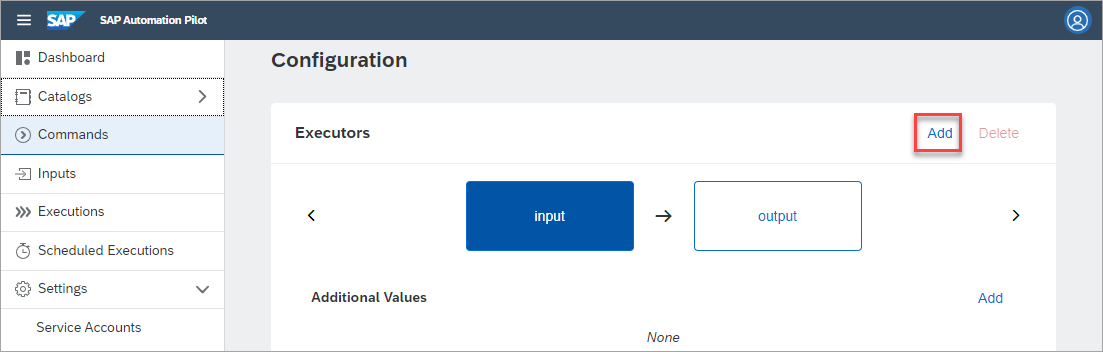 SAP SAP Automation Pilot
Dashboard
Catalogs
Commands
Inputs
Executions
Scheduled Executions
Settings
Service Accounts
Configuration
Executors Add Delete
input output
Additional Values Add
None